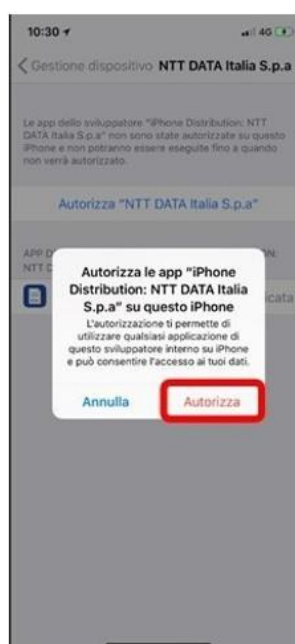 10:30
4G
Gestione dispositivo NTT DATA Italia S.p.a
Le app dello sviluppatore "iPhone Distribution: NTT
DATA Italia S.p.a" non sono state autorizzate su questo
iPhone e non potranno essere eseguite fino a quando
non verrà autorizzato.
Autorizza "NTT DATA Italia S.p.a"
APP D
NTT
Autorizza le app "iPhone
Distribution: NTT DATA Italia
S.p.a" su questo iPhone
L'autorizzazione ti permette di
utilizzare qualsiasi applicazione di
questo sviluppatore interno su iPhone
e può consentire l'accesso ai tuoi dati.
icata
Annulla
Autorizza